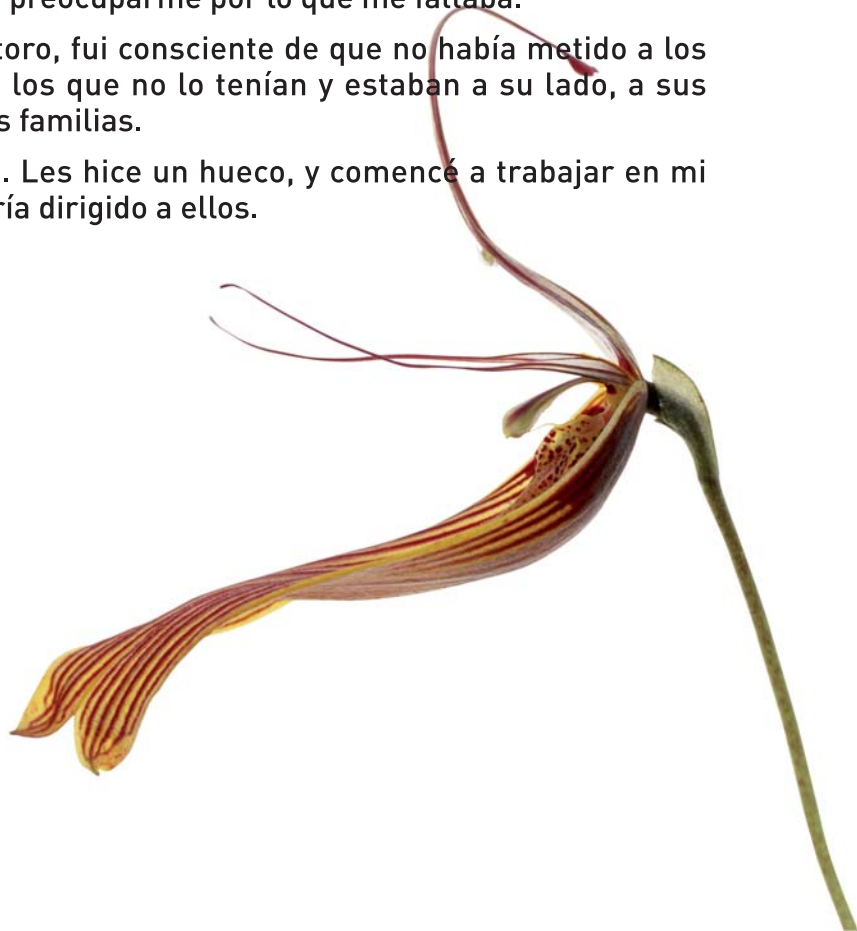 preocuparme por lo que me faltaba.
toro, fui consciente de que no había metido a los
los que no lo tenían y estaban a su lado, a sus
s familias.
. Les hice un hueco, y comencé a trabajar en mi
ría dirigido a ellos.